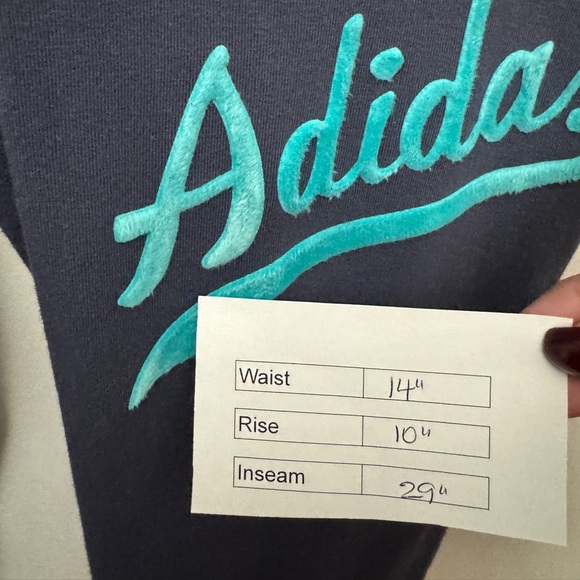 Adidas
Waist 14"
Rise 10"
Inseam 29"